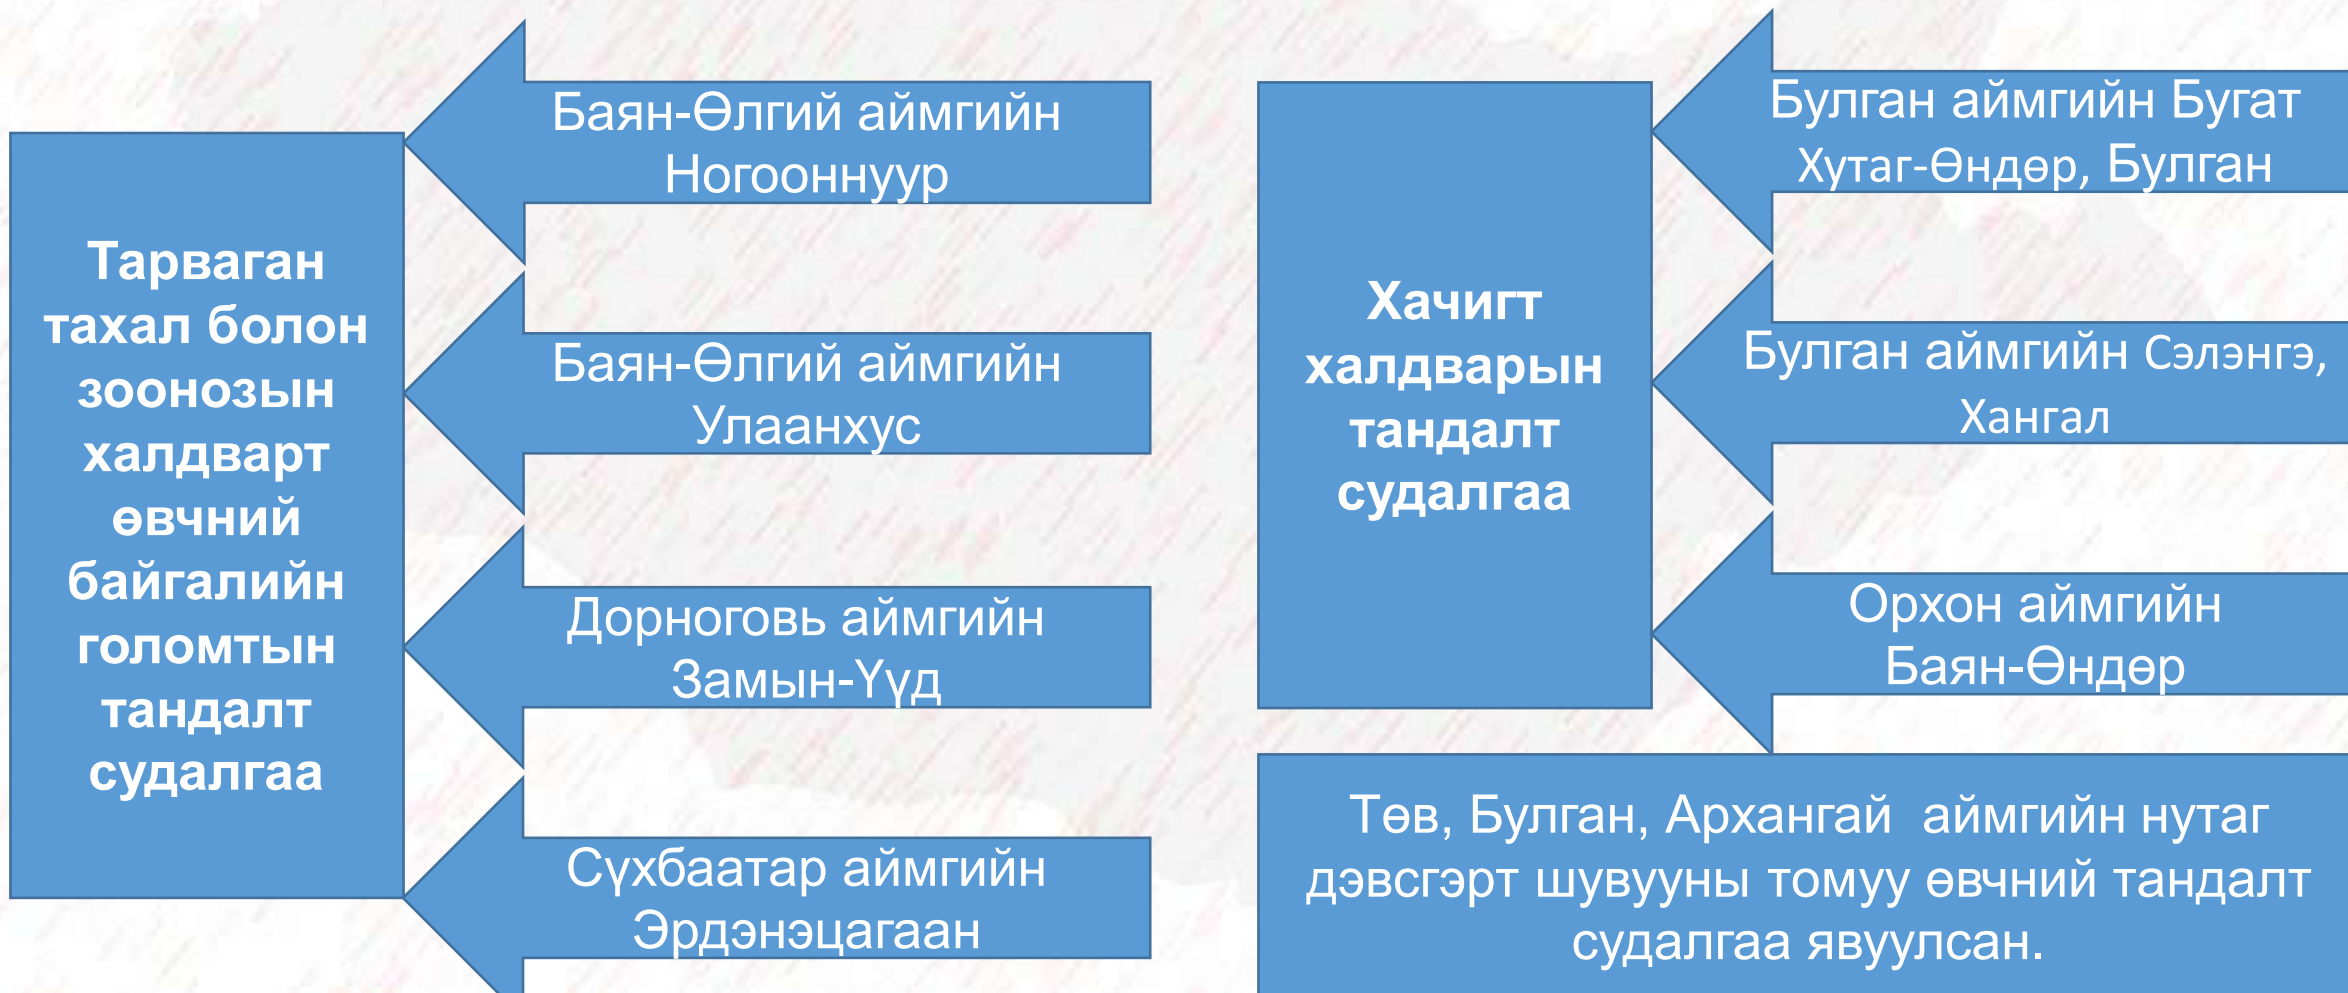 Тарваган
тахал болон
зоонозын
халдварт
өвчний
байгалийн
голомтын
тандалт
судалгаа
Баян-Өлгий аймгийн
Ногооннуур
Баян-Өлгий аймгийн
Улаанхус
Дорноговь аймгийн
Замын-Үүд
Сүхбаатар аймгийн
Эрдэнэцагаан
Хачигт
халдварын
тандалт
судалгаа
Булган аймгийн Бугат
Хутаг-Өндөр, Булган
Булган аймгийн Сэлэнгэ,
Хангал
Орхон аймгийн
Баян-Өндөр
Төв, Булган, Архангай  аймгийн нутаг
дэвсгэрт шувууны томуу өвчний тандалт
судалгаа явуулсан.